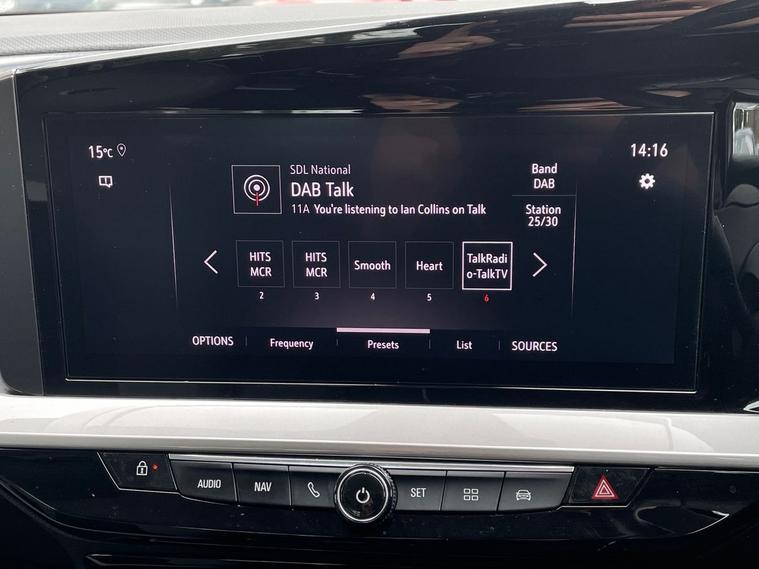 15°C
14:16
SDL National
DAB Talk
11A You're listening to Ian Collins on Talk
Band
DAB
Station
25/30
HITS
MCR
2
HITS
MCR
3
Smooth
4
Heart
5
TalkRadi
o-TalkTV
6
OPTIONS
Frequency
Presets
List
SOURCES
AUDIO
NAV
SET